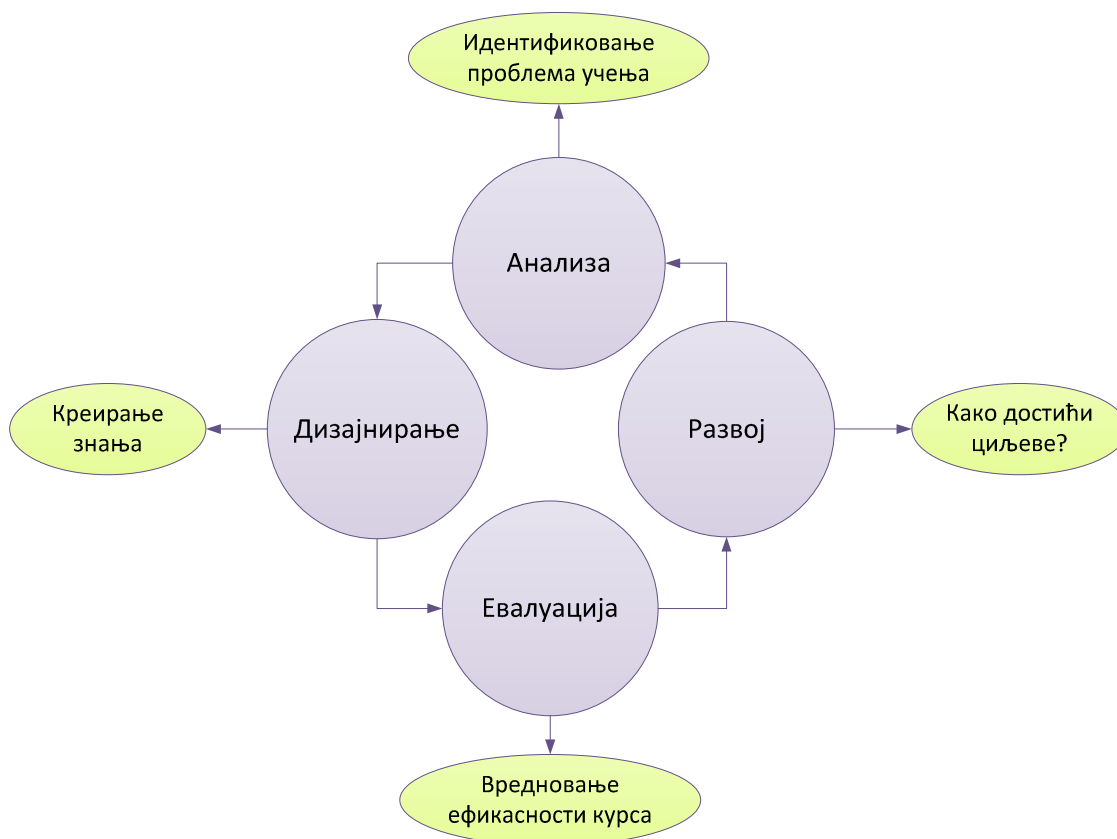 Идентификовање
проблема учења
Анализа
Креирање
знања
Дизајнирање
Развој
Како достићи
циљеве?
Евалуација
Вредновање
ефикасности курса